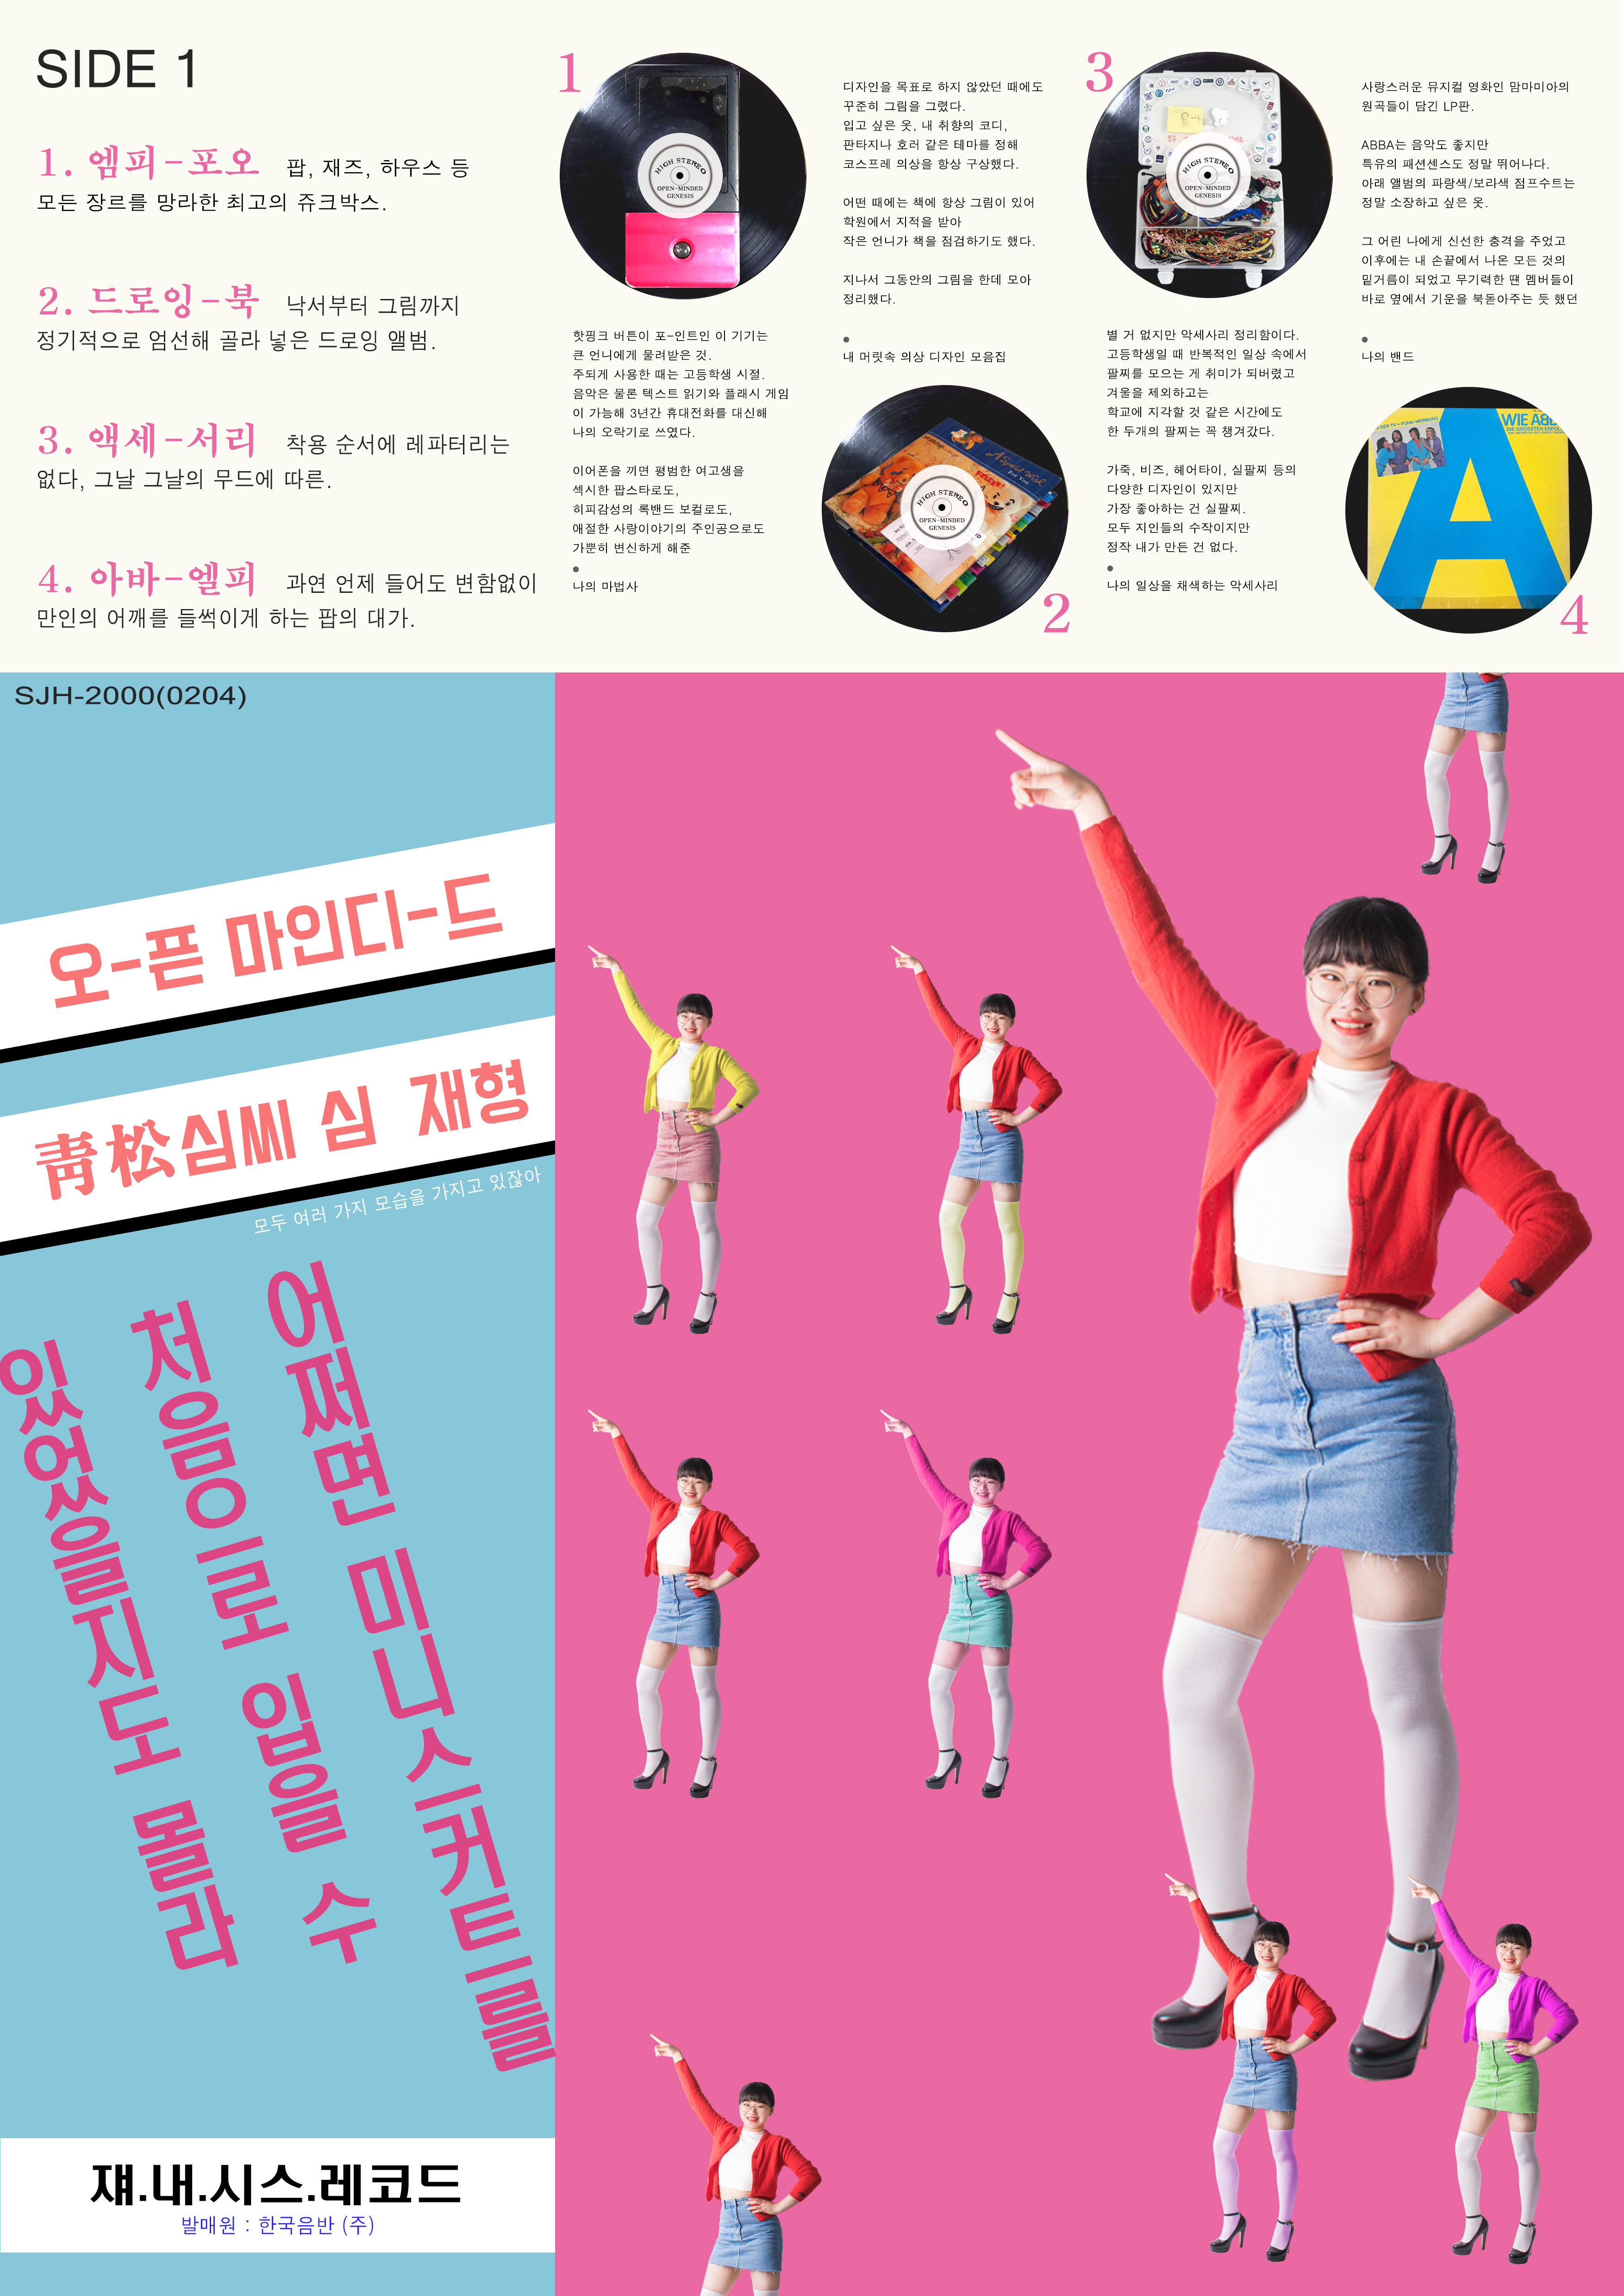 SIDE 1
1. 엠피-포오 팝, 재즈, 하우스 등
모든 장르를 망라한 최고의 쥬크박스.
2. 드로잉-북 낙서부터 그림까지
정기적으로 엄선해 골라 넣은 드로잉 앨범.
3. 액세-서리 착용 순서에 레파터리는
없다, 그날 그날의 무드에 따른.
4. 아바-엘피 과연 언제 들어도 변함없이
만인의 어깨를 들썩이게 하는 팝의 대가.
1
HIGH STEREO
OPEN-MINDED
GENESIS
핫핑크 버튼이 포-인트인 이 기기는
큰 언니에게 물려받은 것.
주되게 사용한 때는 고등학생 시절.
음악은 물론 텍스트 읽기와 플래시 게임
이 가능해 3년간 휴대전화를 대신해
나의 오락기로 쓰였다.
이어폰을 끼면 평범한 여고생을
섹시한 팝스타로도,
히피감성의 록밴드 보컬로도,
애절한 사랑이야기의 주인공으로도
가뿐히 변신하게 해준
나의 마법사
디자인을 목표로 하지 않았던 때에도
꾸준히 그림을 그렸다.
입고 싶은 옷, 내 취향의 코디,
판타지나 호러 같은 테마를 정해
코스프레 의상을 항상 구상했다.
어떤 때에는 책에 항상 그림이 있어
학원에서 지적을 받아
작은 언니가 책을 점검하기도 했다.
지나서 그동안의 그림을 한데 모아
정리했다.
내 머릿속 의상 디자인 모음집
A Special Wish
For You
HIGH STEREO
OPEN-MINDED
GENESIS
2
3
HIGH STEREO
OPEN-MINDED
GENESIS
별 거 없지만 악세사리 정리함이다.
고등학생일 때 반복적인 일상 속에서
팔찌를 모으는 게 취미가 되버렸고
겨울을 제외하고는
학교에 지각할 것 같은 시간에도
한 두개의 팔찌는 꼭 챙겨갔다.
가죽, 비즈, 헤어타이, 실팔찌 등의
다양한 디자인이 있지만
가장 좋아하는 건 실팔찌.
모두 지인들의 수작이지만
정작 내가 만든 건 없다.
나의 일상을 채색하는 악세사리
사랑스러운 뮤지컬 영화인 맘마미아의
원곡들이 담긴 LP판.
ABBA는 음악도 좋지만
특유의 패션센스도 정말 뛰어나다.
아래 앨범의 파랑색/보라색 점프수트는
정말 소장하고 싶은 옷.
그 어린 나에게 신선한 충격을 주었고
이후에는 내 손끝에서 나온 모든 것의
밑거름이 되었고 무기력한 땐 멤버들이
바로 옆에서 기운을 북돋아주는 듯 했던
나의 밴드
DER TV + FUNK-WERBUNG
WIE ABB
DIE GRÖSSTEN ERFOL
A
4
SJH-2000(0204)
오-픈 마인디-드
靑松심씨 심 재형
모두 여러 가지 모습을 가지고 있잖아
어쩌면 미니스커트를
처음으로 입을 수
있었을지도 몰라
쟤.내.시스.레코드
발매원 : 한국음반 (주)